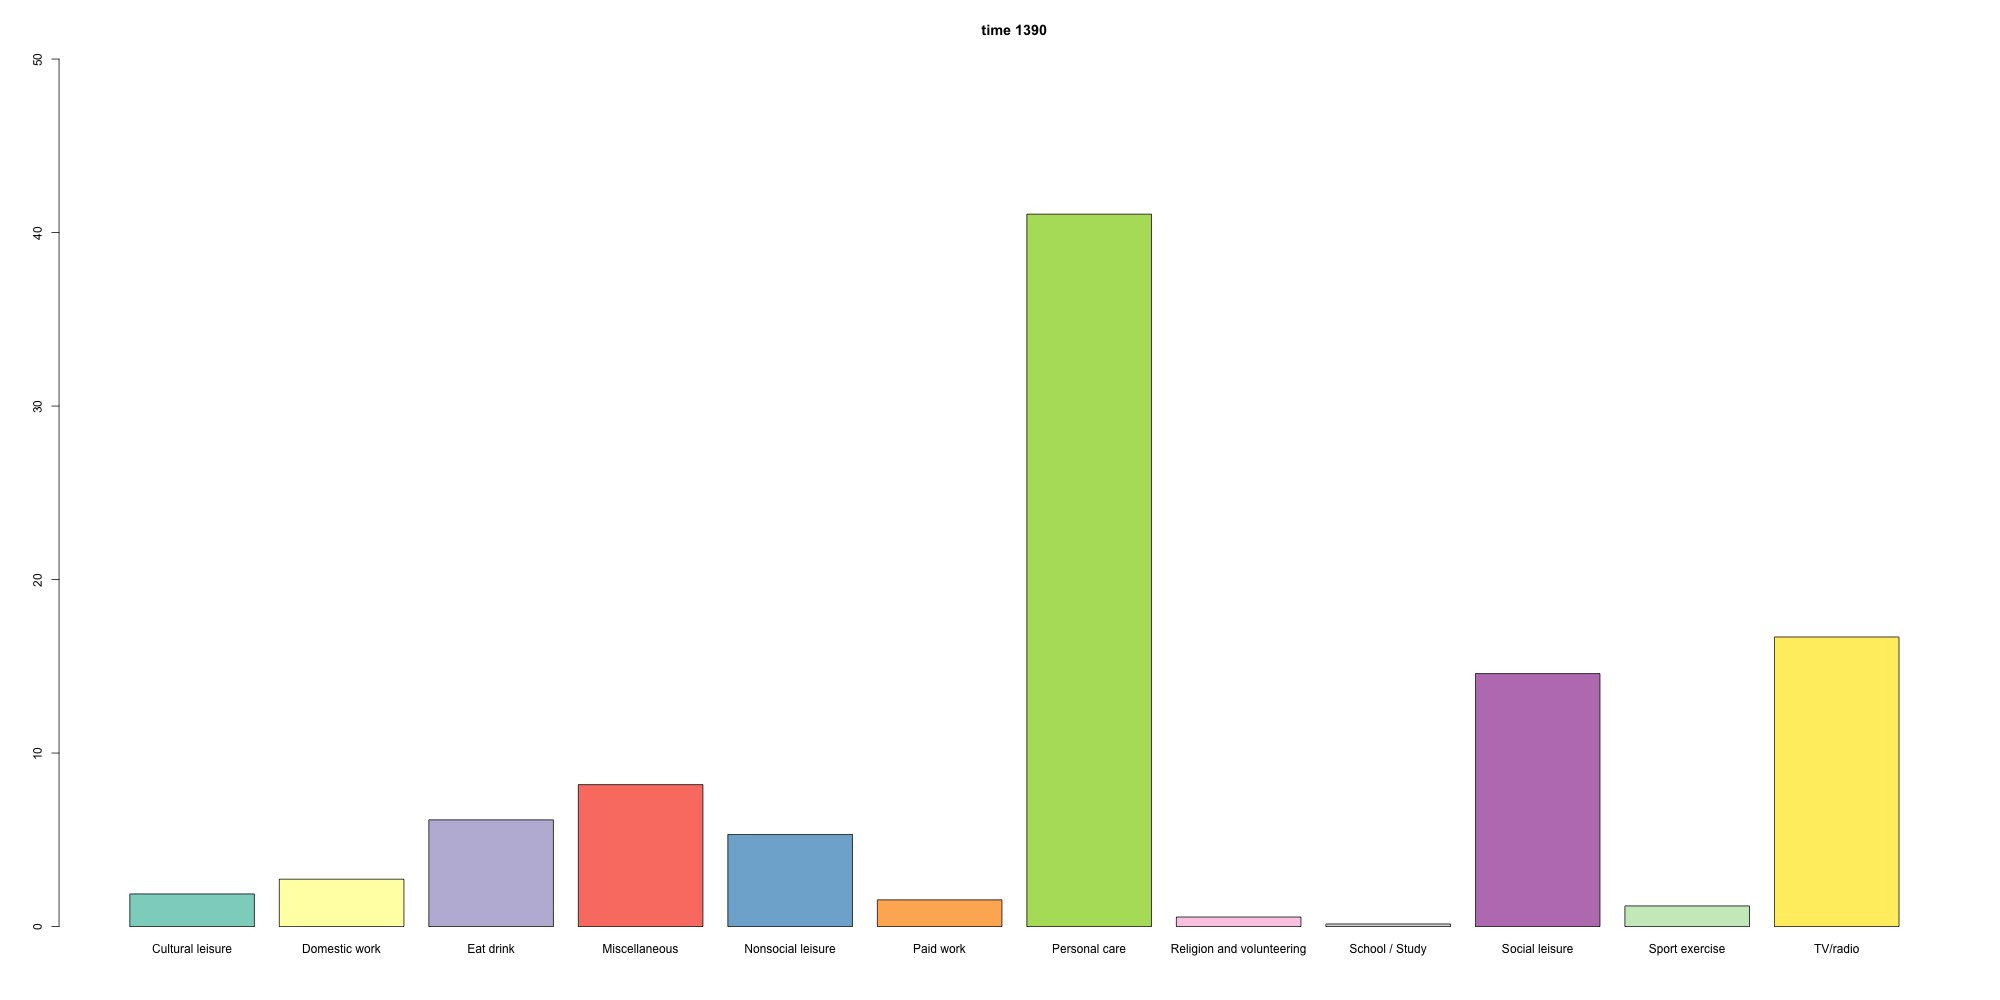 time 1390
50
40
30
20
10
0
Cultural leisure
Domestic work
Eat drink
Miscellaneous
Nonsocial leisure
Paid work
Personal care
Religion and volunteering
School / Study
Social leisure
Sport exercise
TV/radio